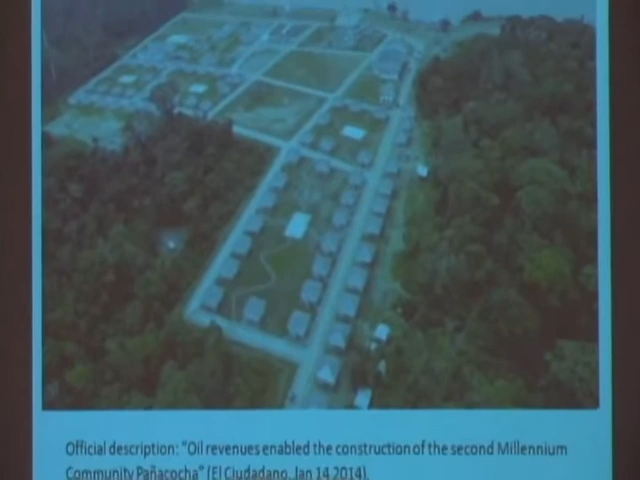 Official description: "Oil revenues enabled the construction of the second Millennium
Community Pañacocha" (El Ciudadano, Jan 14 2014).